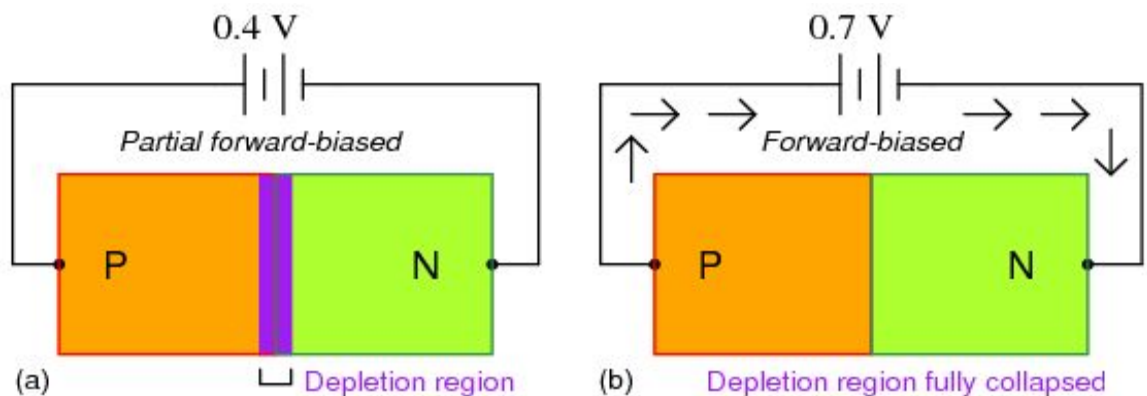 0.4 V
Partial forward-biased
P
N
(a)
Depletion region
0.7 V
Forward-biased
P
N
(b)
Depletion region fully collapsed